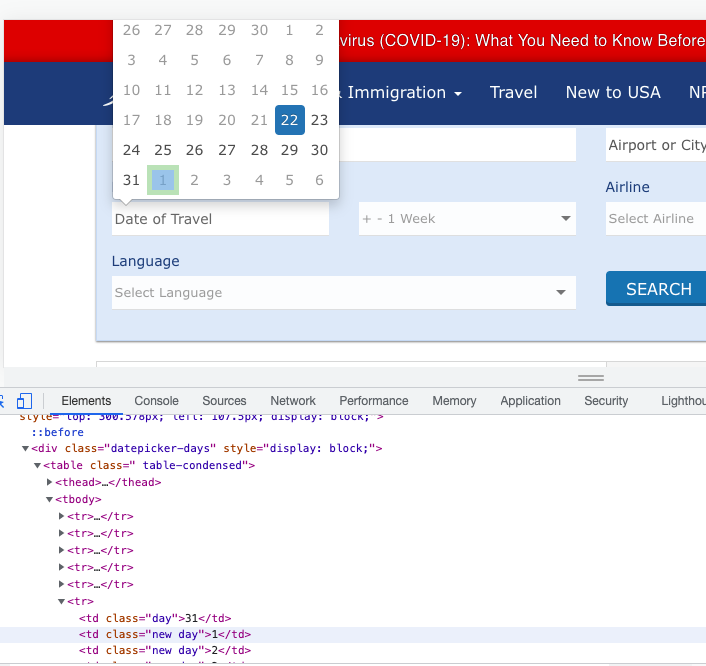 26 27 28 29 30 1 2
virus (COVID-19): What You Need to Know Before
3 4 5 6 7 8 9
10 11 12 13 14 15 16
& Immigration Travel New to USA
17 18 19 20 21 22 23
24 25 26 27 28 29 30
Airport or City
31 1 2 3 4 5 6
Airline
Date of Travel + - 1 Week Select Airline
Language
Select Language SEARCH
Elements Console Sources Network Performance Memory Application Security Lighthou
style="top: 300.578px; left: 107.5px; display: block;">
::before
<div class="datepicker-days" style="display: block;">
<table class=" table-condensed">
<thead>…</thead>
<tbody>
<tr>…</tr>
<tr>…</tr>
<tr>…</tr>
<tr>…</tr>
<tr>…</tr>
<tr>
<td class="day">31</td>
<td class="new day">1</td>
<td class="new day">2</td>